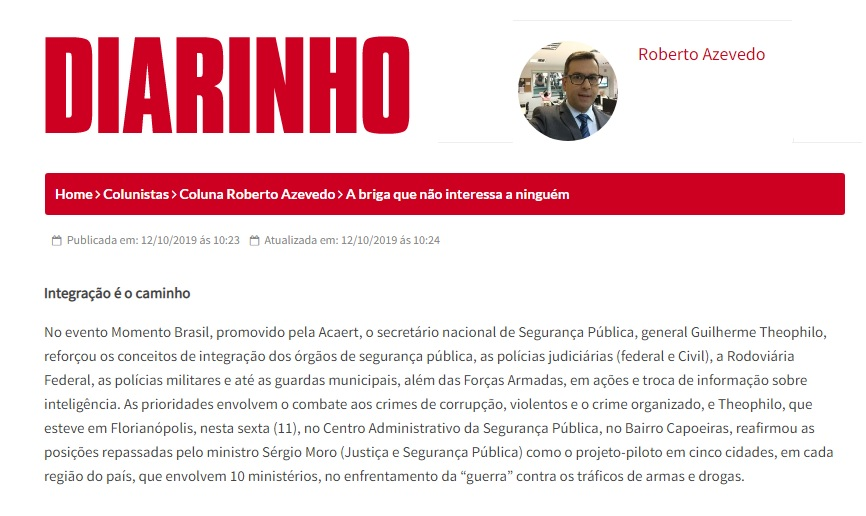 DIARINHO
Roberto Azevedo
Home > Colunistas > Coluna Roberto Azevedo > A briga que não interessa a ninguém
Publicada em: 12/10/2019 ás 10:23 Atualizada em: 12/10/2019 ás 10:24
Integração é o caminho
No evento Momento Brasil, promovido pela Acaert, o secretário nacional de Segurança Pública, general Guilherme Theophilo,
reforçou os conceitos de integração dos órgãos de segurança pública, as polícias judiciárias (federal e Civil), a Rodoviária
Federal, as polícias militares e até as guardas municipais, além das Forças Armadas, em ações e troca de informação sobre
inteligência. As prioridades envolvem o combate aos crimes de corrupção, violentos e o crime organizado, e Theophilo, que
esteve em Florianópolis, nesta sexta (11), no Centro Administrativo da Segurança Pública, no Bairro Capoeiras, reafirmou as
posições repassadas pelo ministro Sérgio Moro (Justiça e Segurança Pública) como o projeto-piloto em cinco cidades, em cada
região do país, que envolvem 10 ministérios, no enfrentamento da “guerra” contra os tráficos de armas e drogas.